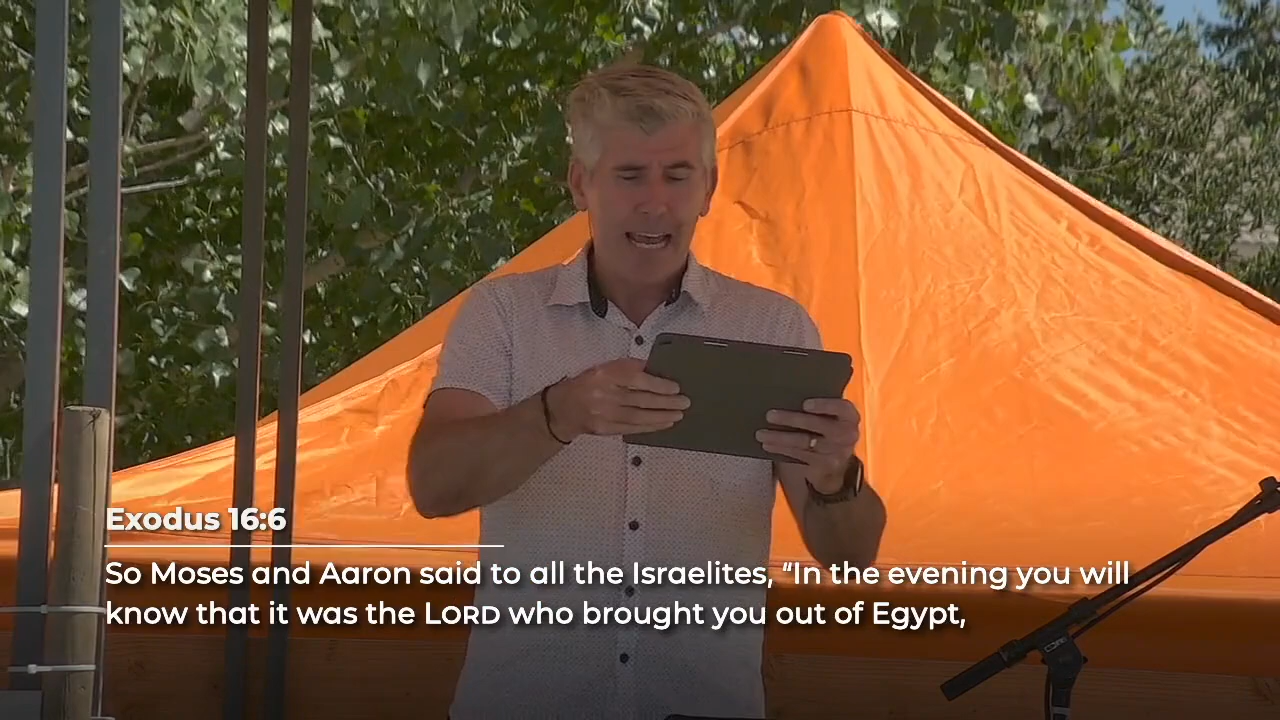 Exodus 16:6
So Moses and Aaron said to all the Israelites, “In the evening you will
know that it was the LORD who brought you out of Egypt,